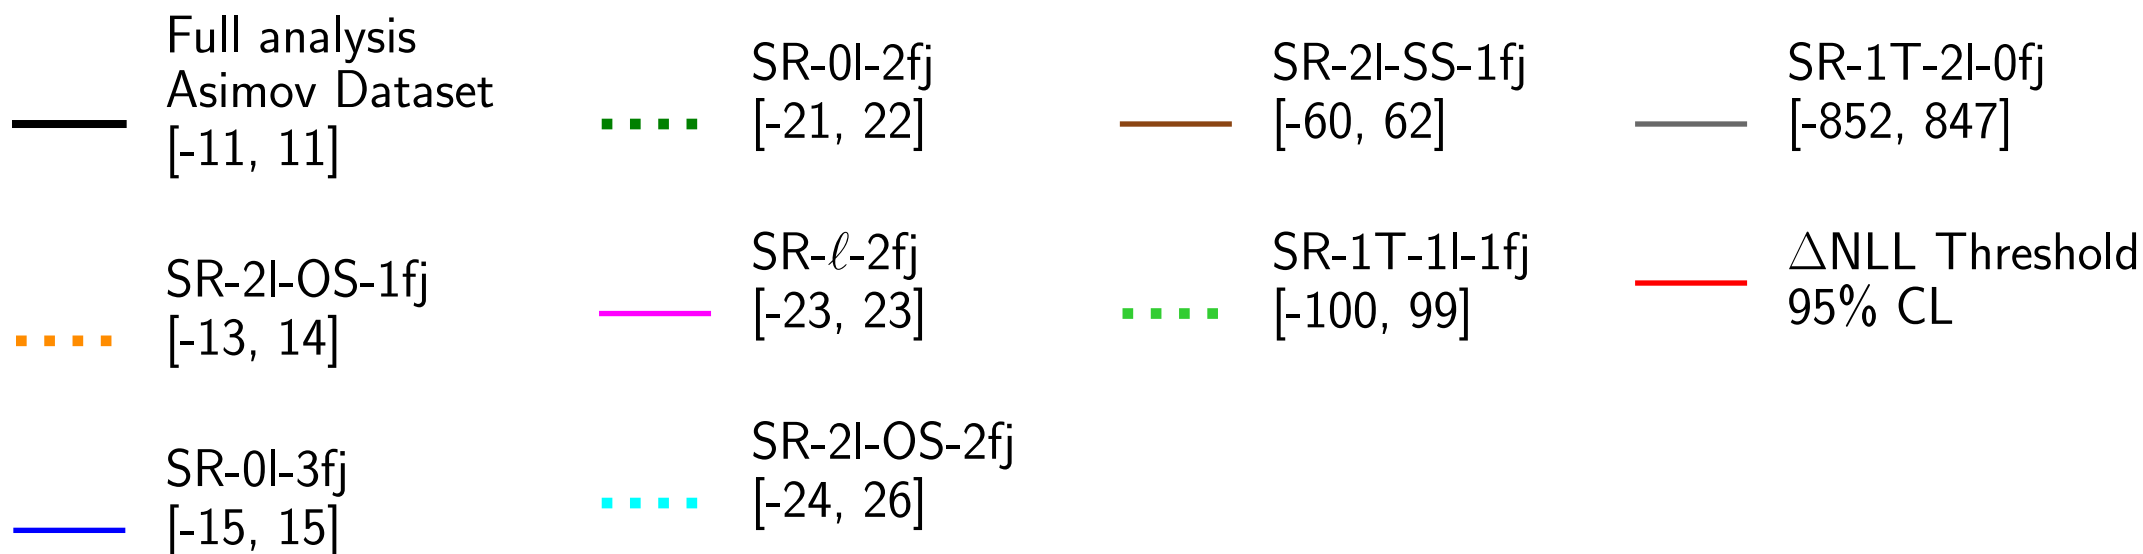 Full analysis
Asimov Dataset
[-11, 11]
SR-2l-OS-1fj
[-13, 14]
SR-0l-3fj
[-15, 15]
SR-0l-2fj
[-21, 22]
SR-ℓ-2fj
[-23, 23]
SR-2l-OS-2fj
[-24, 26]
SR-2l-SS-1fj
[-60, 62]
SR-1T-1l-1fj
[-100, 99]
SR-1T-2l-0fj
[-852, 847]
△NLL Threshold
95% CL